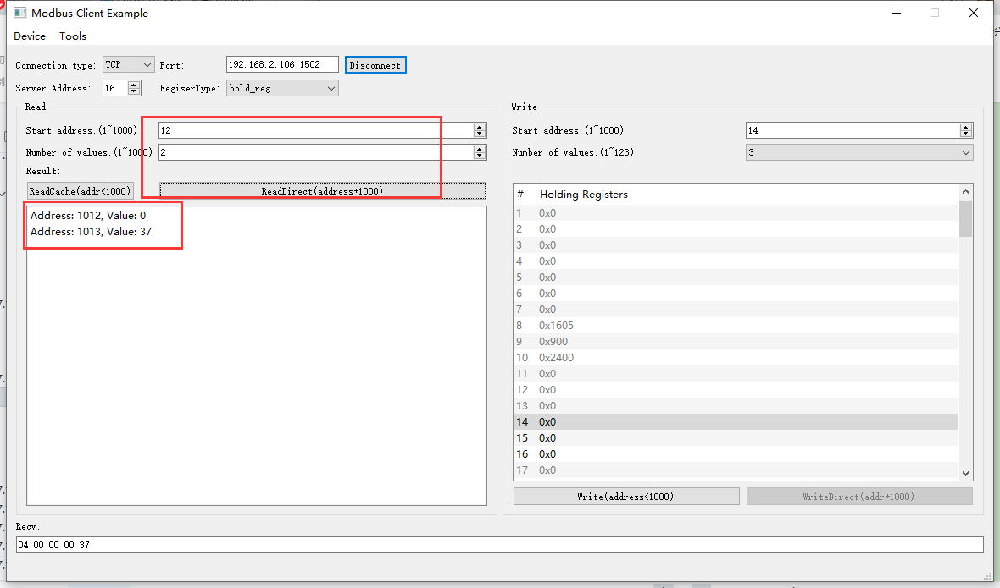 Modbus Client Example
Device Tools
Connection type: TCP Port: 192.168.2.106:1502 Disconnect
Server Address: 16 RegiserType: hold_reg
Read
Start address:(1~1000) 12
Number of values:(1~1000) 2
Result:
ReadCache(addr<1000) ReadDirect(address+1000)
Address: 1012, Value: 0
Address: 1013, Value: 37
Write
Start address:(1~1000) 14
Number of values:(1~123) 3
# Holding Registers
1 0x0
2 0x0
3 0x0
4 0x0
5 0x0
6 0x0
7 0x0
8 0x1605
9 0x900
10 0x2400
11 0x0
12 0x0
13 0x0
14 0x0
15 0x0
16 0x0
17 0x0
Write(address<1000) WriteDirect(addr+1000)
Recv:
04 00 00 00 37